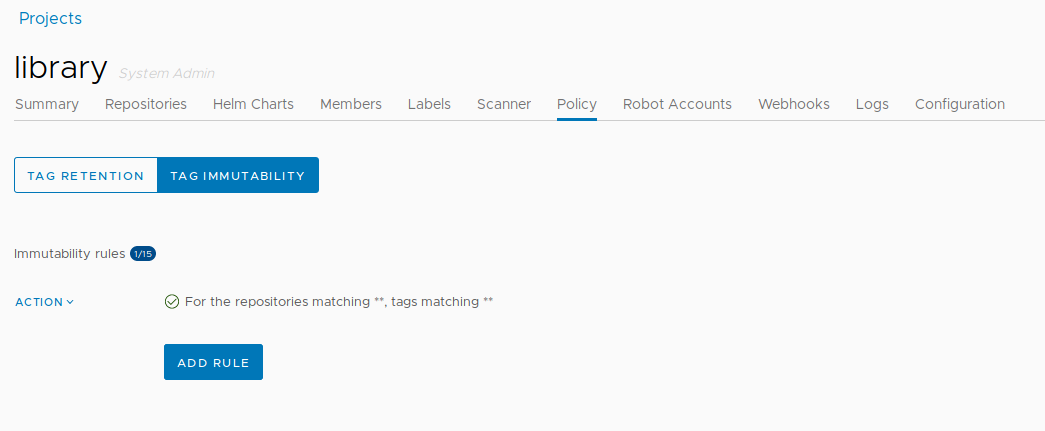 Projects
library System Admin
Summary Repositories Helm Charts Members Labels Scanner Policy Robot Accounts Webhooks Logs Configuration
TAG RETENTION TAG IMMUTABILITY
Immutability rules 1/15
ACTION For the repositories matching **, tags matching **
ADD RULE